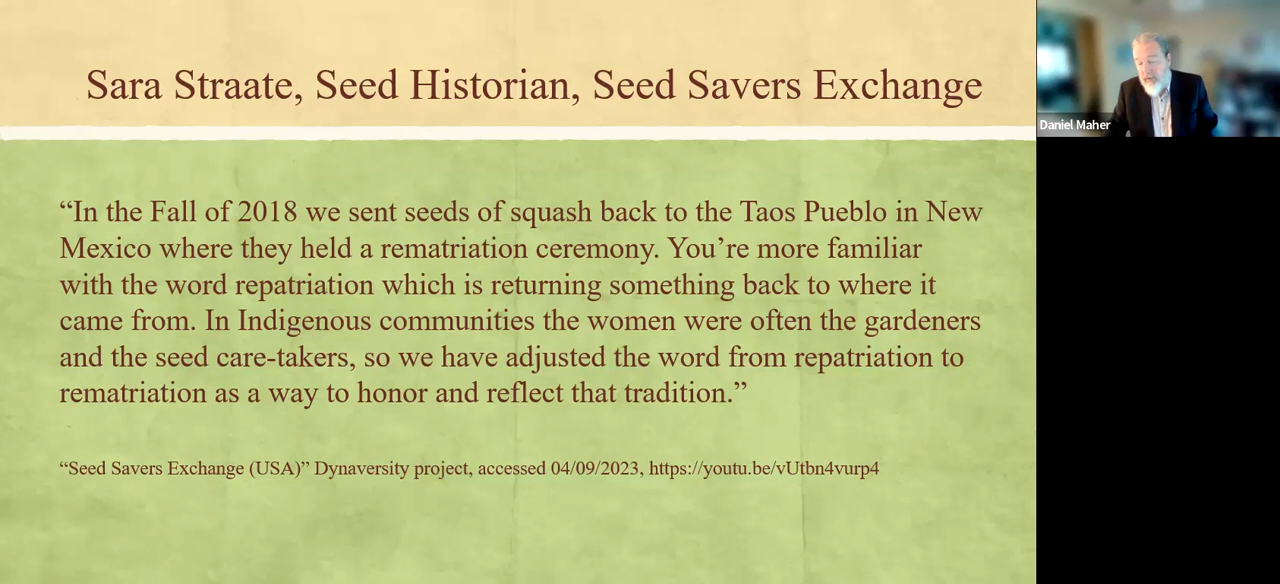 Sara Straate, Seed Historian, Seed Savers Exchange
“In the Fall of 2018 we sent seeds of squash back to the Taos Pueblo in New
Mexico where they held a rematriation ceremony. You’re more familiar
with the word repatriation which is returning something back to where it
came from. In Indigenous communities the women were often the gardeners
and the seed care-takers, so we have adjusted the word from repatriation to
rematriation as a way to honor and reflect that tradition.”
“Seed Savers Exchange (USA)” Dynaversity project, accessed 04/09/2023, https://youtu.be/vUtbn4vurp4
Daniel Maher